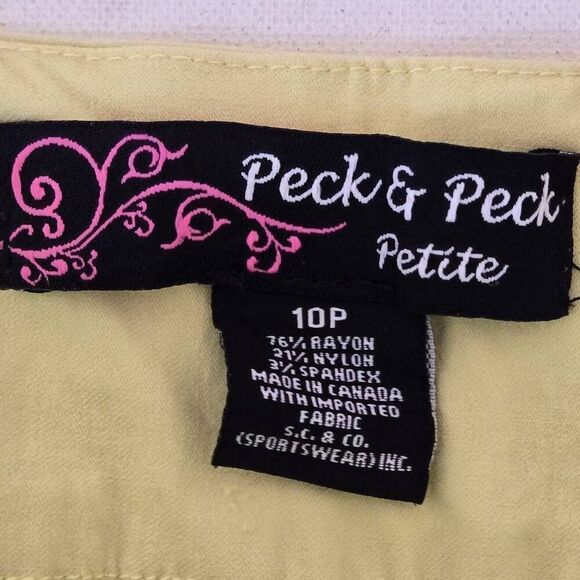 Peck & Peck
Petite
10P
76% RAYON
21% NYLON
3% SPANDEX
MADE IN CANADA
WITH IMPORTED
FABRIC
S.C. & CO.
(SPORTSWEAR) INC.